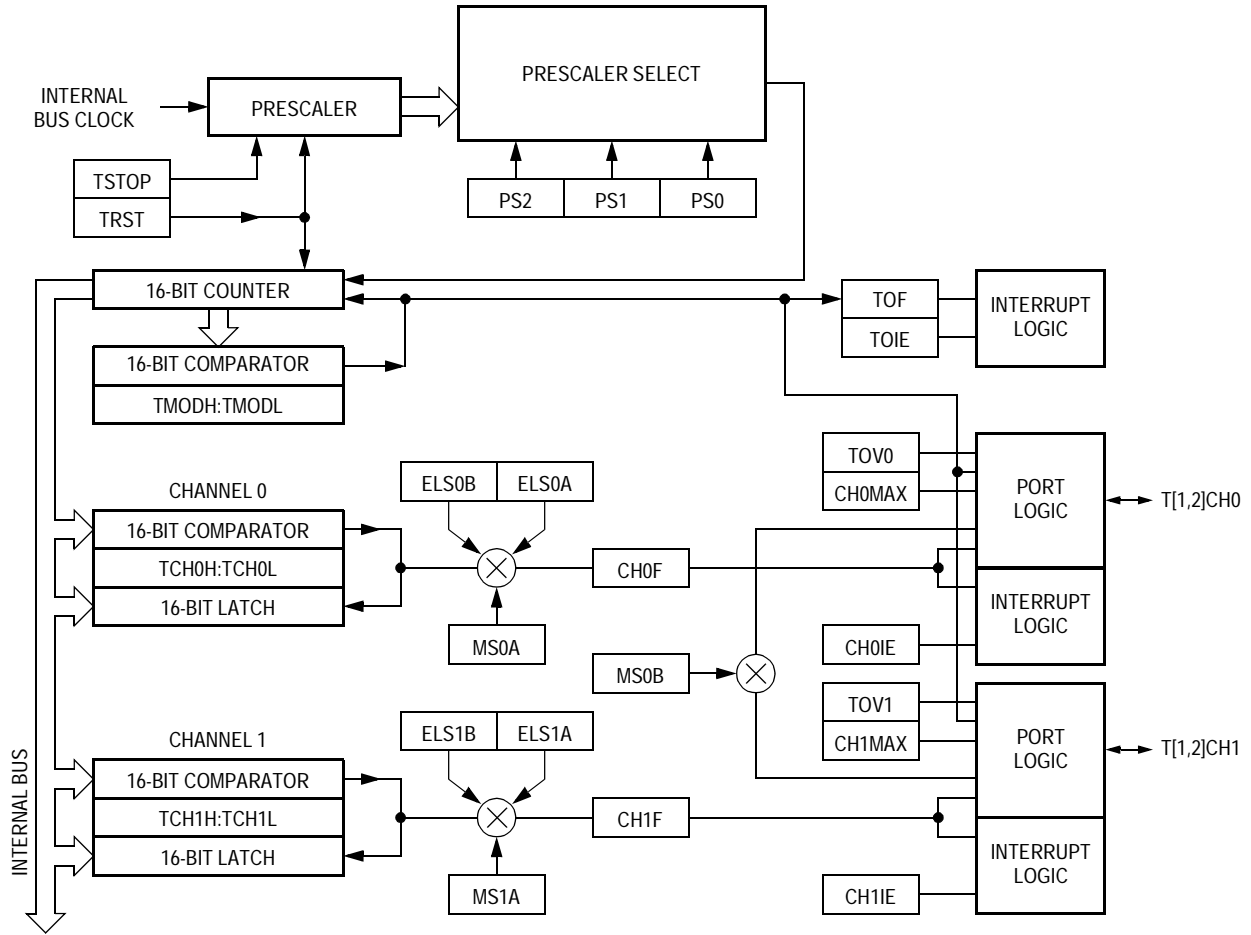 PRESCALER SELECT
INTERNAL
BUS CLOCK
PRESCALER
TSTOP
TRST
PS2
PS1
PS0
16-BIT COUNTER
TOF
TOIE
INTERRUPT
LOGIC
16-BIT COMPARATOR
TMODH:TMODL
TOV0
CH0MAX
PORT
LOGIC
T[1,2]CH0
CHANNEL 0
ELS0B
ELS0A
16-BIT COMPARATOR
TCH0H:TCH0L
16-BIT LATCH
CH0F
MS0A
INTERRUPT
LOGIC
CH0IE
MS0B
TOV1
CH1MAX
PORT
LOGIC
T[1,2]CH1
CHANNEL 1
ELS1B
ELS1A
16-BIT COMPARATOR
TCH1H:TCH1L
16-BIT LATCH
CH1F
MS1A
INTERRUPT
LOGIC
CH1IE
INTERNAL BUS